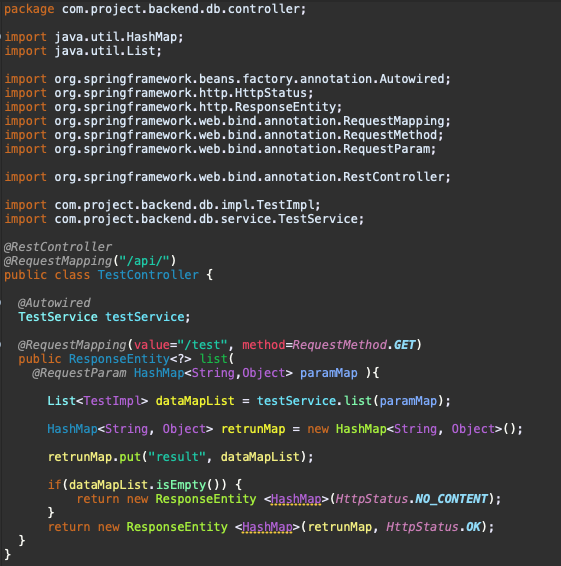 package com.project.backend.db.controller;
import java.util.HashMap;
import java.util.List;
import org.springframework.beans.factory.annotation.Autowired;
import org.springframework.http.HttpStatus;
import org.springframework.http.ResponseEntity;
import org.springframework.web.bind.annotation.RequestMapping;
import org.springframework.web.bind.annotation.RequestMethod;
import org.springframework.web.bind.annotation.RequestParam;
import org.springframework.web.bind.annotation.RestController;
import com.project.backend.db.impl.TestImpl;
import com.project.backend.db.service.TestService;
@RestController
@RequestMapping("/api/")
public class TestController {
@Autowired
TestService testService;
@RequestMapping(value="/test", method=RequestMethod.GET)
public ResponseEntity<?> list(
@RequestParam HashMap<String,Object> paramMap ){
List<TestImpl> dataMapList = testService.list(paramMap);
HashMap<String, Object> retrunMap = new HashMap<String, Object>();
retrunMap.put("result", dataMapList);
if(dataMapList.isEmpty()) {
return new ResponseEntity <HashMap>(HttpStatus.NO_CONTENT);
}
return new ResponseEntity <HashMap>(retrunMap, HttpStatus.OK);
}
}